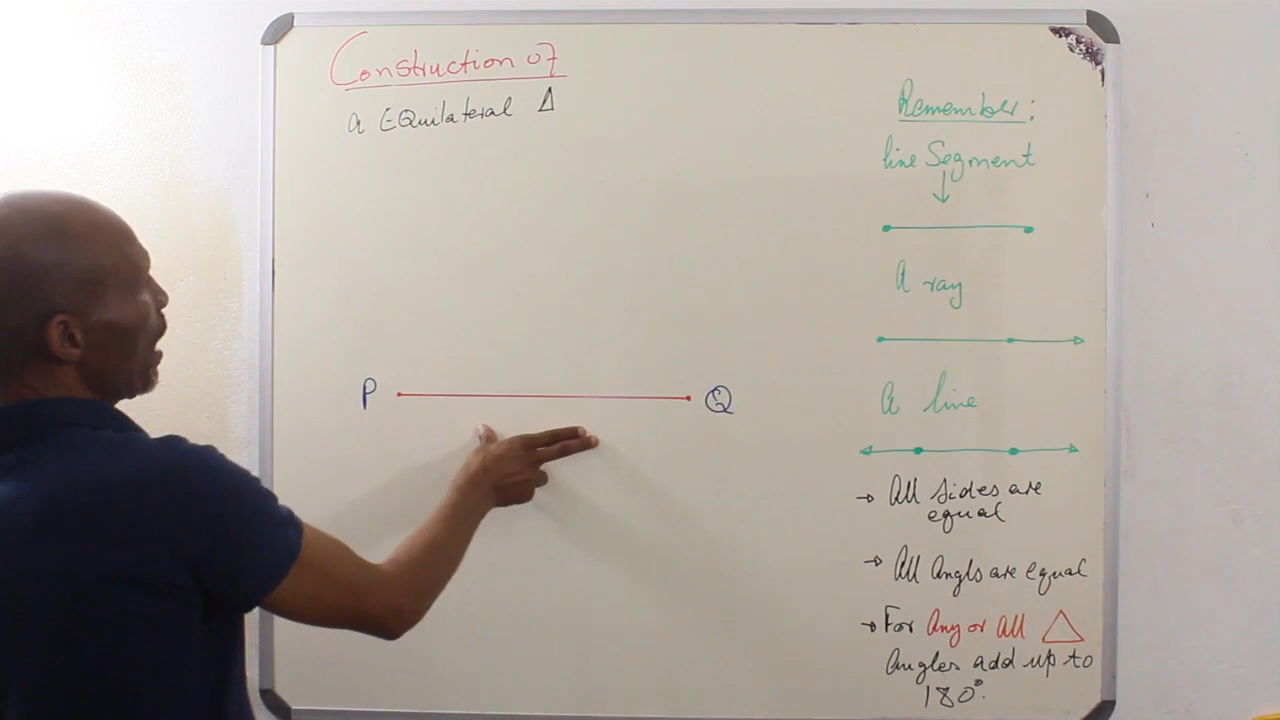 Construction of
a EQuilateral Δ
P
Q
Remember:
line Segment
A ray
A line
→ All sides are
equal
→ All Angls are equal
→ For Any or All △
Angles add up to
180°.